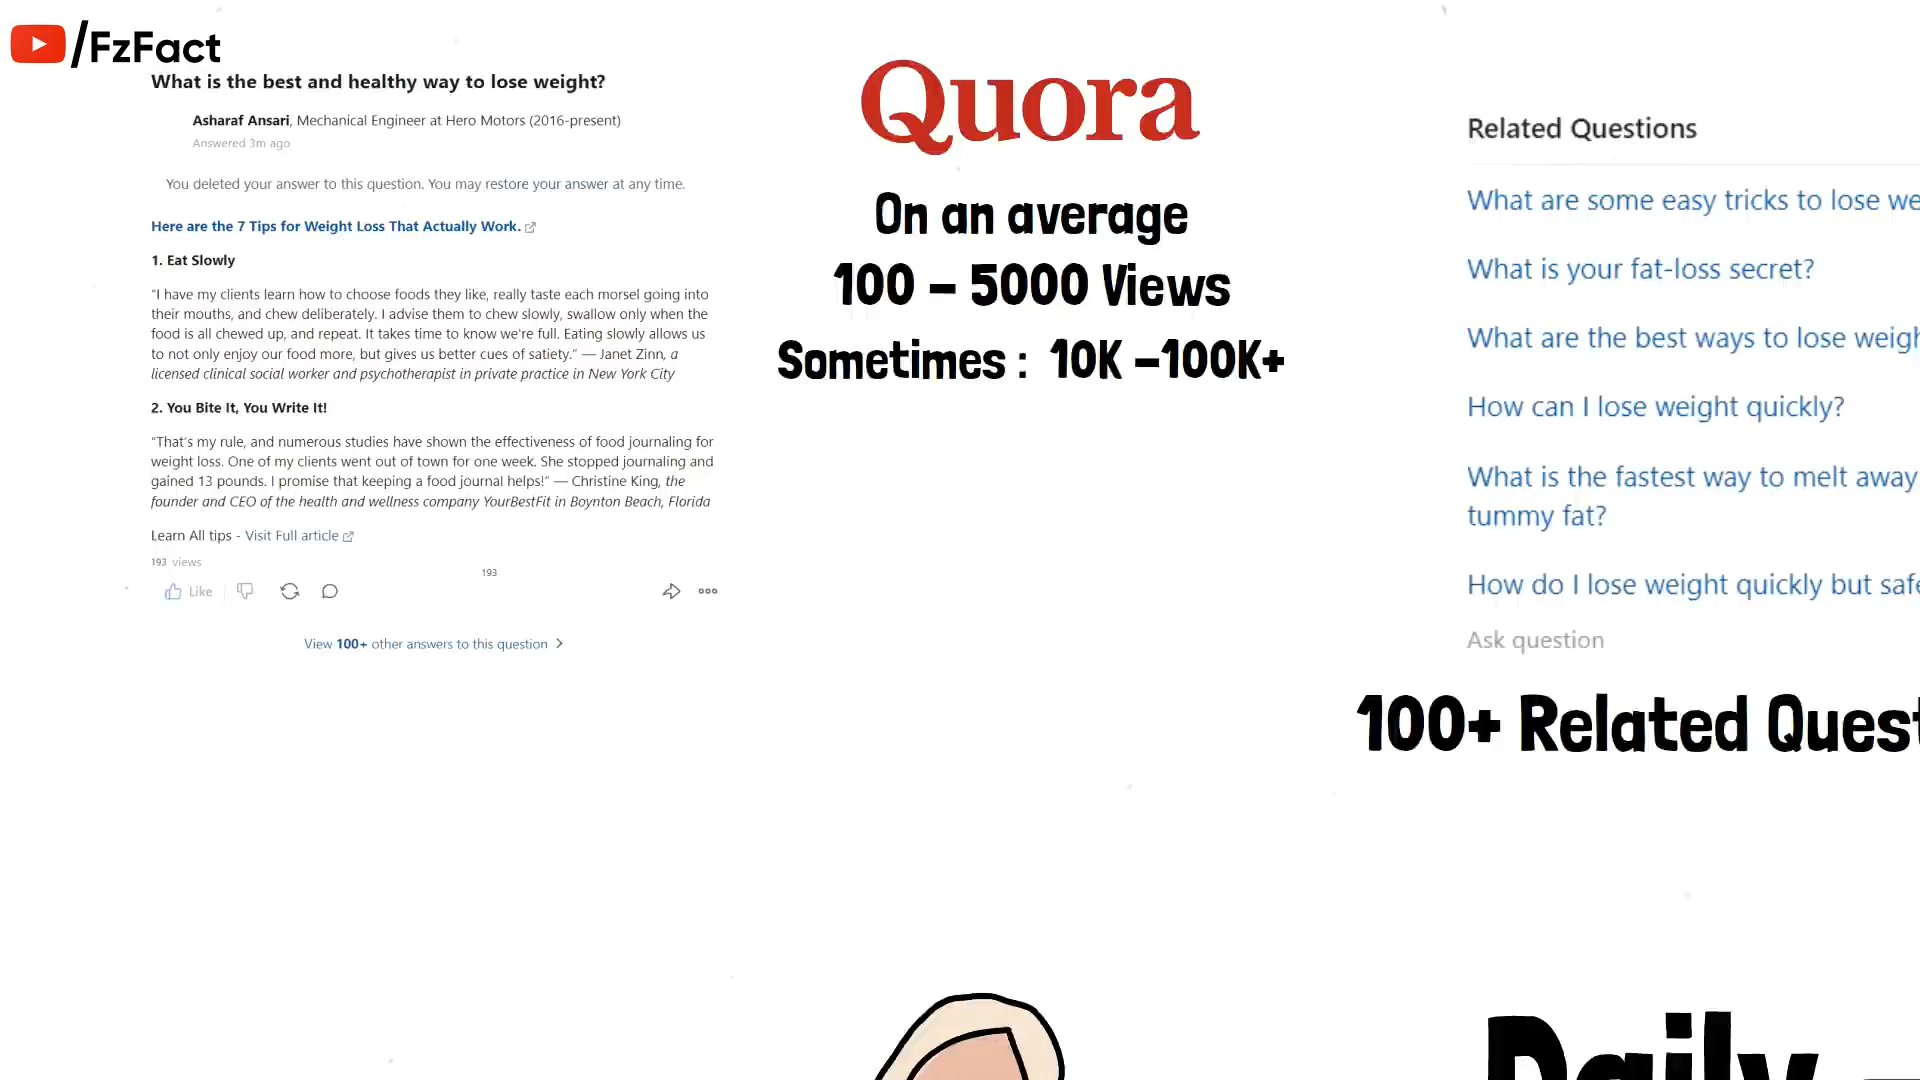 /FzFact
What is the best and healthy way to lose weight?
Asharaf Ansari, Mechanical Engineer at Hero Motors (2016-present)
Answered 3m ago
You deleted your answer to this question. You may restore your answer at any time.
Here are the 7 Tips for Weight Loss That Actually Work.
1. Eat Slowly
“I have my clients learn how to choose foods they like, really taste each morsel going into
their mouths, and chew deliberately. I advise them to chew slowly, swallow only when the
food is all chewed up, and repeat. It takes time to know we're full. Eating slowly allows us
to not only enjoy our food more, but gives us better cues of satiety.” — Janet Zinn, a
licensed clinical social worker and psychotherapist in private practice in New York City
2. You Bite It, You Write It!
“That's my rule, and numerous studies have shown the effectiveness of food journaling for
weight loss. One of my clients went out of town for one week. She stopped journaling and
gained 13 pounds. I promise that keeping a food journal helps!” — Christine King, the
founder and CEO of the health and wellness company YourBestFit in Boynton Beach, Florida
Learn All tips - Visit Full article
193 views
193
Like
View 100+ other answers to this question
Quora
On an average
100 – 5000 Views
Sometimes : 10K –100K+
Related Questions
What are some easy tricks to lose we
What is your fat-loss secret?
What are the best ways to lose weigh
How can I lose weight quickly?
What is the fastest way to melt away
tummy fat?
How do I lose weight quickly but safe
Ask question
100+ Related Quest
Daily